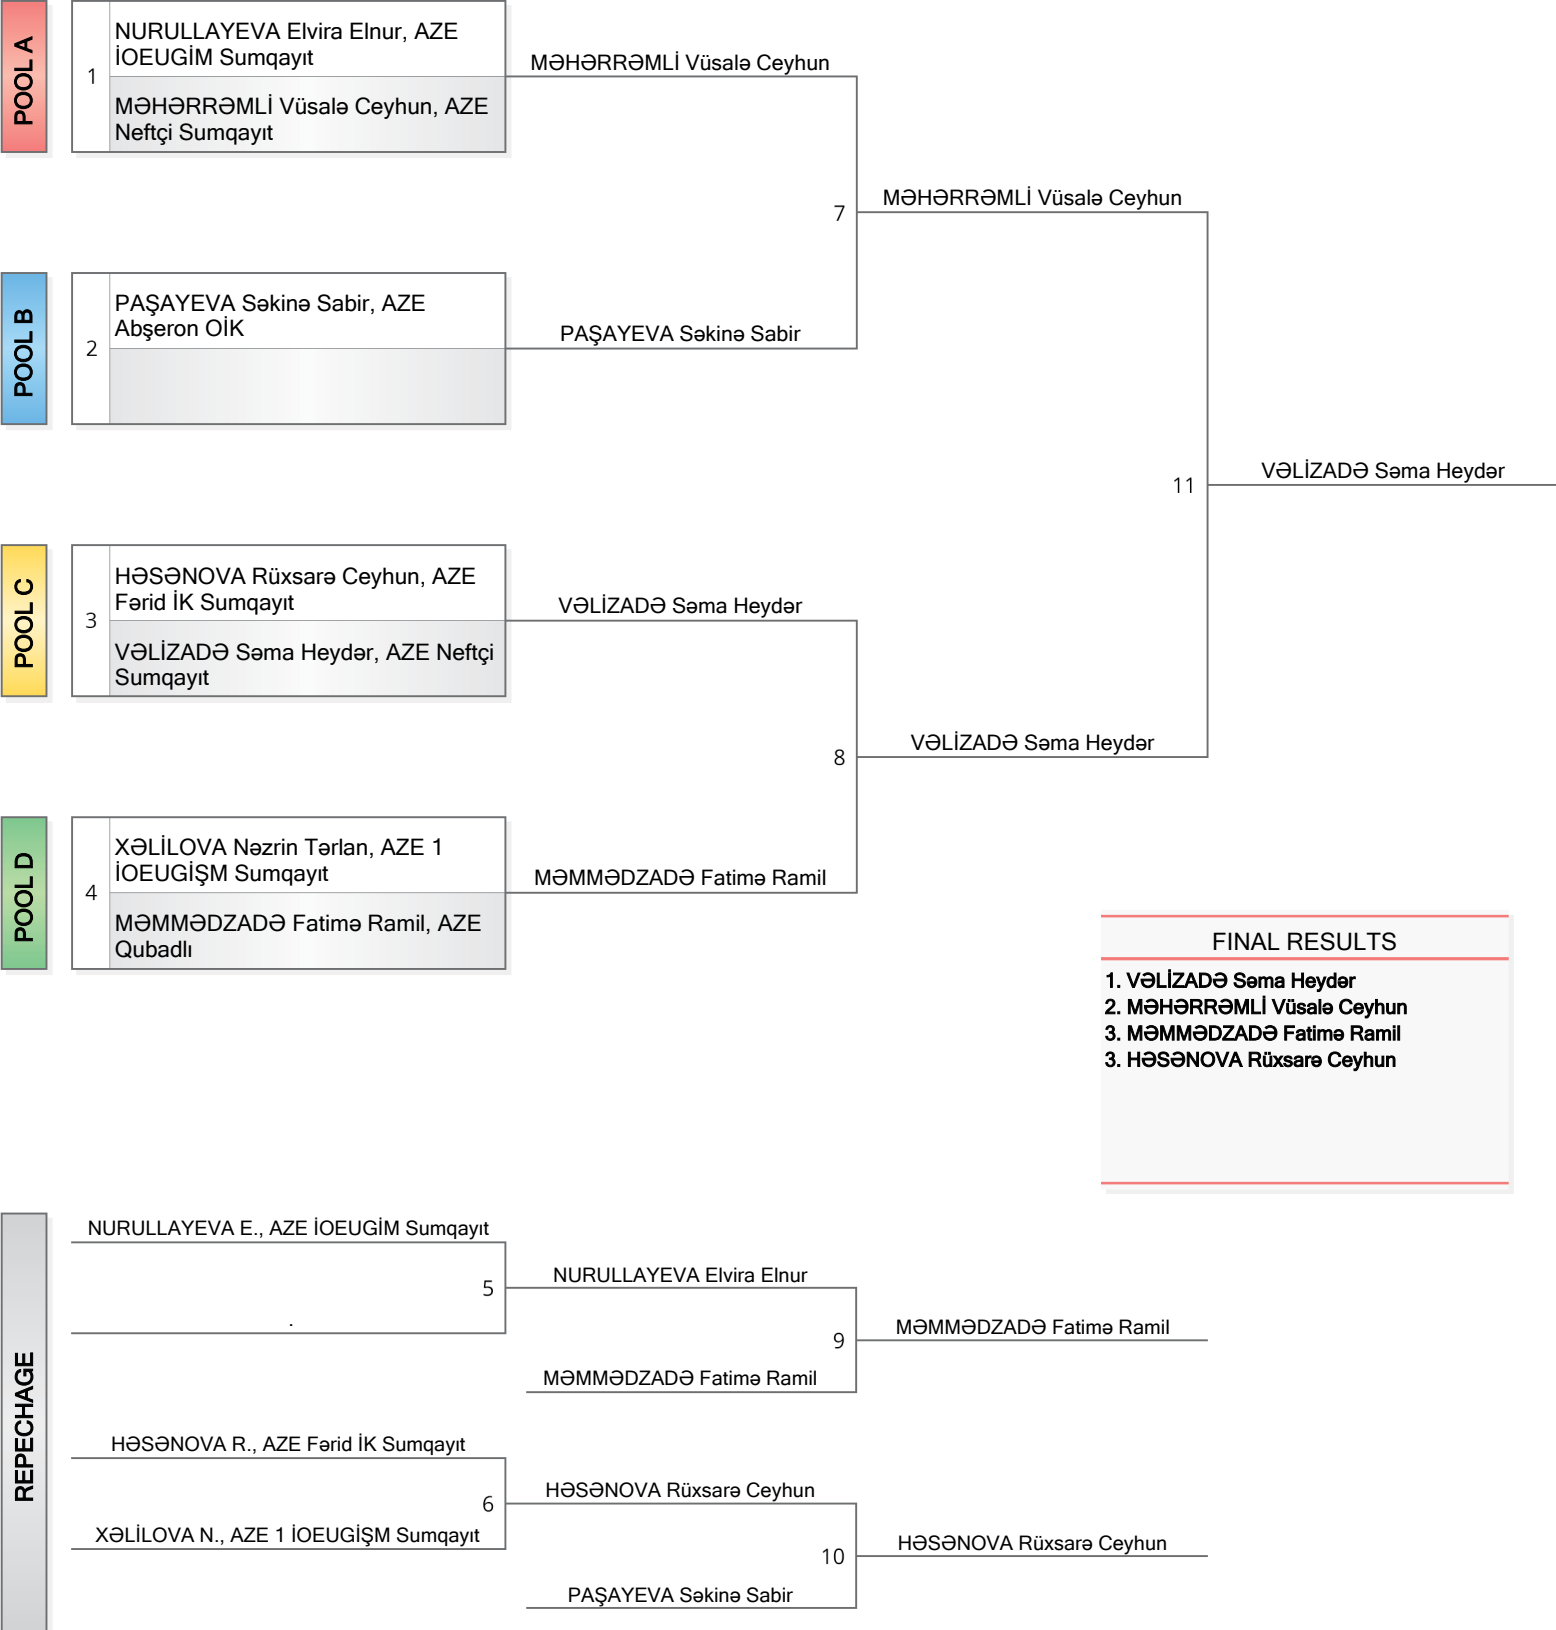 POOL A
1
NURULLAYEVA Elvira Elnur, AZE
İOEUGİM Sumqayıt
MƏHƏRRƏMLİ Vüsalə Ceyhun, AZE
Neftçi Sumqayıt
MƏHƏRRƏMLİ Vüsalə Ceyhun
7
MƏHƏRRƏMLİ Vüsalə Ceyhun
POOL B
2
PAŞAYEVA Səkinə Sabir, AZE
Abşeron OİK
PAŞAYEVA Səkinə Sabir
11
VƏLİZADƏ Səma Heydər
POOL C
3
HƏSƏNOVA Rüxsarə Ceyhun, AZE
Fərid İK Sumqayıt
VƏLİZADƏ Səma Heydər, AZE Neftçi
Sumqayıt
VƏLİZADƏ Səma Heydər
8
VƏLİZADƏ Səma Heydər
POOL D
4
XƏLİLOVA Nəzrin Tərlan, AZE 1
İOEUGİŞM Sumqayıt
MƏMMƏDZADƏ Fatimə Ramil, AZE
Qubadlı
MƏMMƏDZADƏ Fatimə Ramil
FINAL RESULTS
1. VƏLİZADƏ Səma Heydər
2. MƏHƏRRƏMLİ Vüsalə Ceyhun
3. MƏMMƏDZADƏ Fatimə Ramil
3. HƏSƏNOVA Rüxsarə Ceyhun
REPECHAGE
NURULLAYEVA E., AZE İOEUGİM Sumqayıt
5
.
NURULLAYEVA Elvira Elnur
9
MƏMMƏDZADƏ Fatimə Ramil
MƏMMƏDZADƏ Fatimə Ramil
HƏSƏNOVA R., AZE Fərid İK Sumqayıt
6
XƏLİLOVA N., AZE 1 İOEUGİŞM Sumqayıt
HƏSƏNOVA Rüxsarə Ceyhun
10
PAŞAYEVA Səkinə Sabir
HƏSƏNOVA Rüxsarə Ceyhun